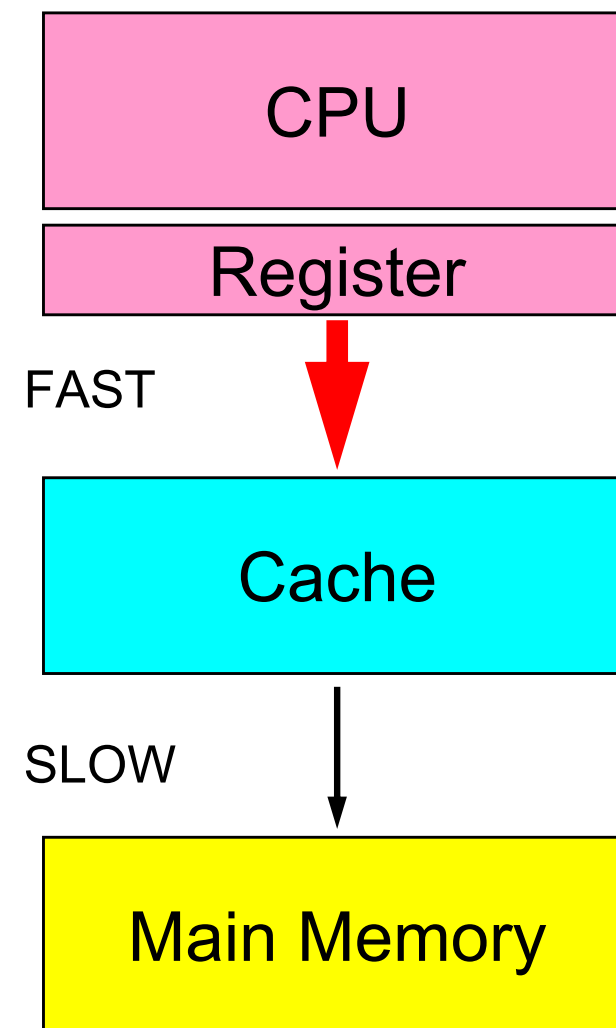 CPU
Register
FAST
Cache
SLOW
Main Memory